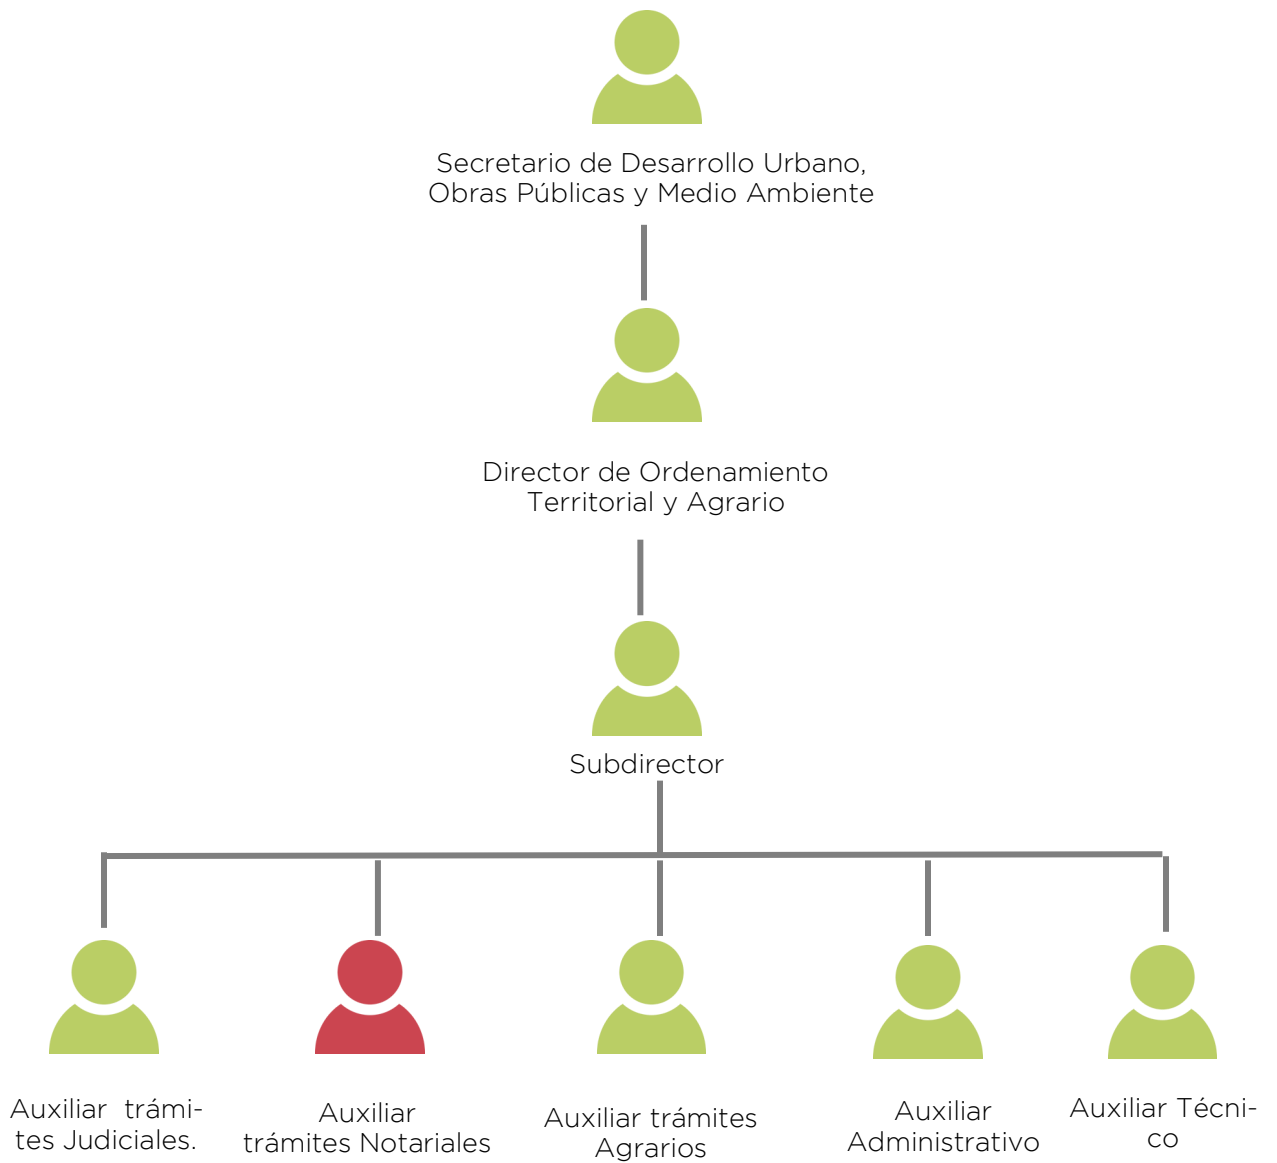 Secretario de Desarrollo Urbano,
Obras Públicas y Medio Ambiente
Director de Ordenamiento
Territorial y Agrario
Subdirector
Auxiliar trámi-
tes Judiciales.
Auxiliar
trámites Notariales
Auxiliar trámites
Agrarios
Auxiliar
Administrativo
Auxiliar Técni-
co